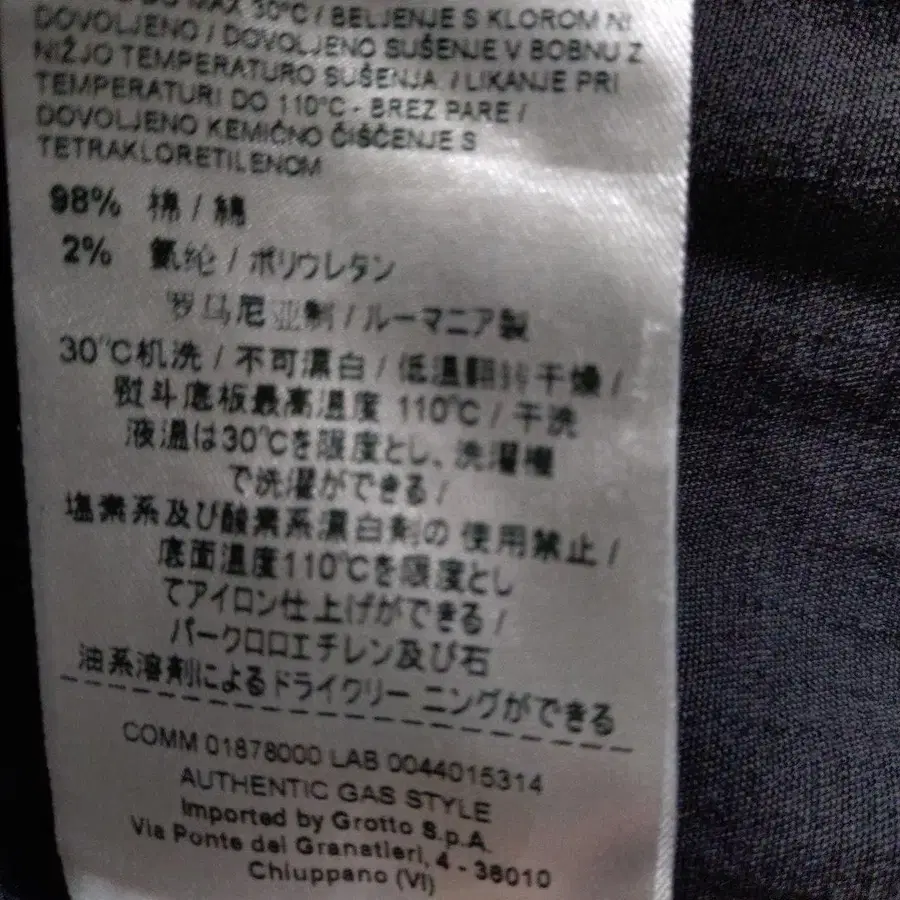 DO MAX 30°C / BELJENJE S KLOROM NI
DOVOLJENO / DOVOLJENO SUŠENJE V BOBNU Z
NIŽJO TEMPERATURO SUŠENJA. / LIKANJE PRI
TEMPERATURI DO 110°C - BREZ PARE /
DOVOLJENO KEMIČNO ČIŠČENJE S
TETRAKLORETILENOM
98% 棉 / 綿
2% 氨纶 / ポリウレタン
罗马尼亚制 / ルーマニア製
30°C机洗 / 不可漂白 / 低温翻转干燥 /
熨斗底板最高温度 110°C / 干洗
液温は30°Cを限度とし、洗濯機
で洗濯ができる /
塩素系及び酸素系漂白剤の 使用禁止 /
底面温度110°Cを限度とし
てアイロン仕上げができる /
パークロロエチレン及び石
油系溶剤によるドライクリー ニングができる
COMM 01878000 LAB 0044015314
AUTHENTIC GAS STYLE
Imported by Grotto S.p.A.
Via Ponte dei Granatieri, 4 - 36010
Chiuppano (VI)